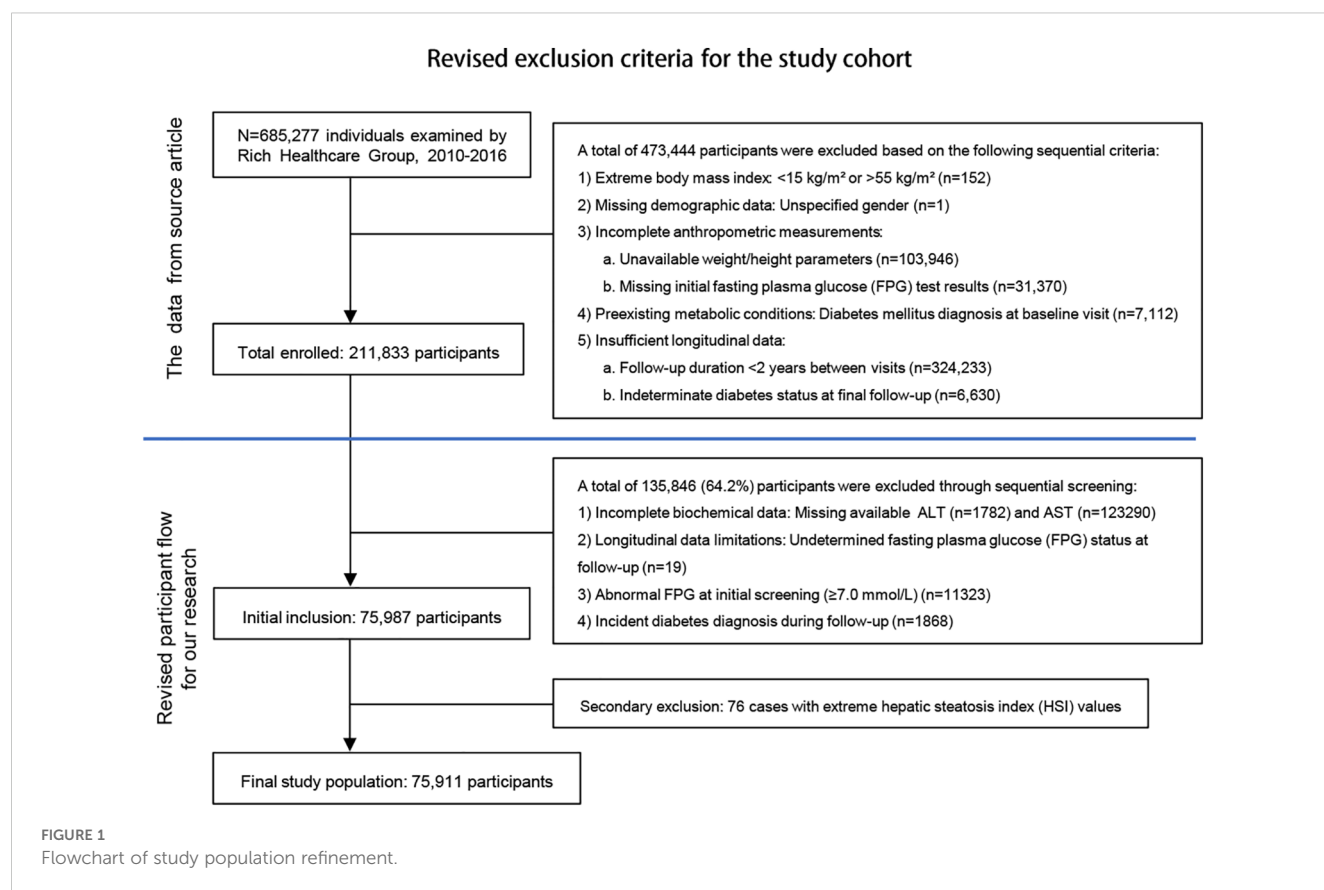 Revised exclusion criteria for the study cohort
The data from source article
N=685,277 individuals examined by
Rich Healthcare Group, 2010-2016
A total of 473,444 participants were excluded based on the following sequential criteria:
1) Extreme body mass index: <15 kg/m² or >55 kg/m² (n=152)
2) Missing demographic data: Unspecified gender (n=1)
3) Incomplete anthropometric measurements:
a. Unavailable weight/height parameters (n=103,946)
b. Missing initial fasting plasma glucose (FPG) test results (n=31,370)
4) Preexisting metabolic conditions: Diabetes mellitus diagnosis at baseline visit (n=7,112)
5) Insufficient longitudinal data:
a. Follow-up duration <2 years between visits (n=324,233)
b. Indeterminate diabetes status at final follow-up (n=6,630)
Total enrolled: 211,833 participants
Revised participant flow
for our research
A total of 135,846 (64.2%) participants were excluded through sequential screening:
1) Incomplete biochemical data: Missing available ALT (n=1782) and AST (n=123290)
2) Longitudinal data limitations: Undetermined fasting plasma glucose (FPG) status at
follow-up (n=19)
3) Abnormal FPG at initial screening (≥7.0 mmol/L) (n=11323)
4) Incident diabetes diagnosis during follow-up (n=1868)
Initial inclusion: 75,987 participants
Secondary exclusion: 76 cases with extreme hepatic steatosis index (HSI) values
Final study population: 75,911 participants
FIGURE 1
Flowchart of study population refinement.